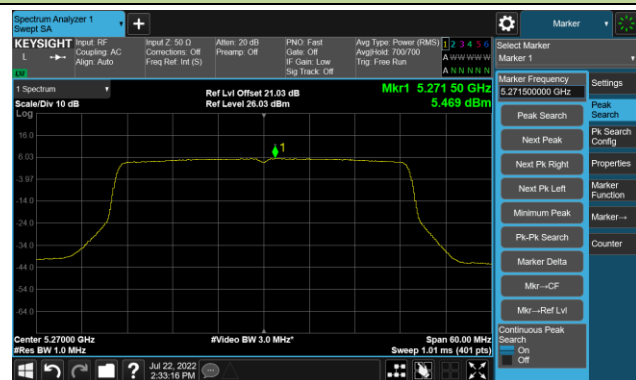 Spectrum Analyzer 1
Swept SA
+
Marker
KEYSIGHT
L
Input: RF
Coupling: AC
Align: Auto
Input Z: 50 Ω
Corrections: Off
Freq Ref: Int (S)
Atten: 20 dB
Preamp: Off
PNO: Fast
Gate: Off
IF Gain: Low
Sig Track: Off
Avg Type: Power (RMS)
Avg|Hold: 700/700
Trig: Free Run
1 2 3 4 5 6
A W W W W W
A N N N N N
LW
Select Marker
Marker 1
Marker Frequency
5.271500000 GHz
Peak Search
Next Peak
Next Pk Right
Next Pk Left
Minimum Peak
Pk-Pk Search
Marker Delta
Mkr→CF
Mkr→Ref Lvl
Continuous Peak
Search
On
Off
Settings
Peak
Search
Pk Search
Config
Properties
Marker
Function
Marker→
Counter
1 Spectrum
Scale/Div 10 dB
Log
Ref Lvl Offset 21.03 dB
Ref Level 26.03 dBm
Mkr1 5.271 50 GHz
5.469 dBm
16.0
6.03
-3.97
-14.0
-24.0
-34.0
-44.0
-54.0
-64.0
1
Center 5.27000 GHz
#Res BW 1.0 MHz
#Video BW 3.0 MHz*
Span 60.00 MHz
Sweep 1.01 ms (401 pts)
?
Jul 22, 2022
2:33:16 PM